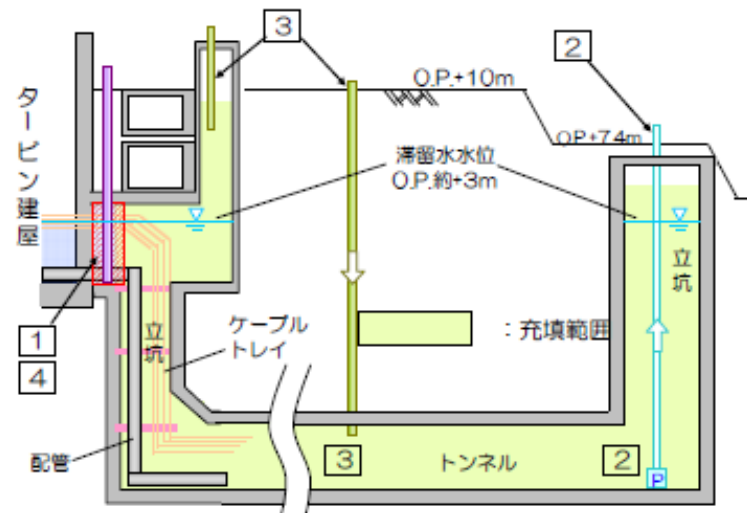 3
2
O.P.+10m
O.P.+7.4m
タービン建屋
滞留水水位
O.P.約+3m
立坑
立坑
ケーブル
トレイ
：充填範囲
1
4
配管
3
トンネル
2
P